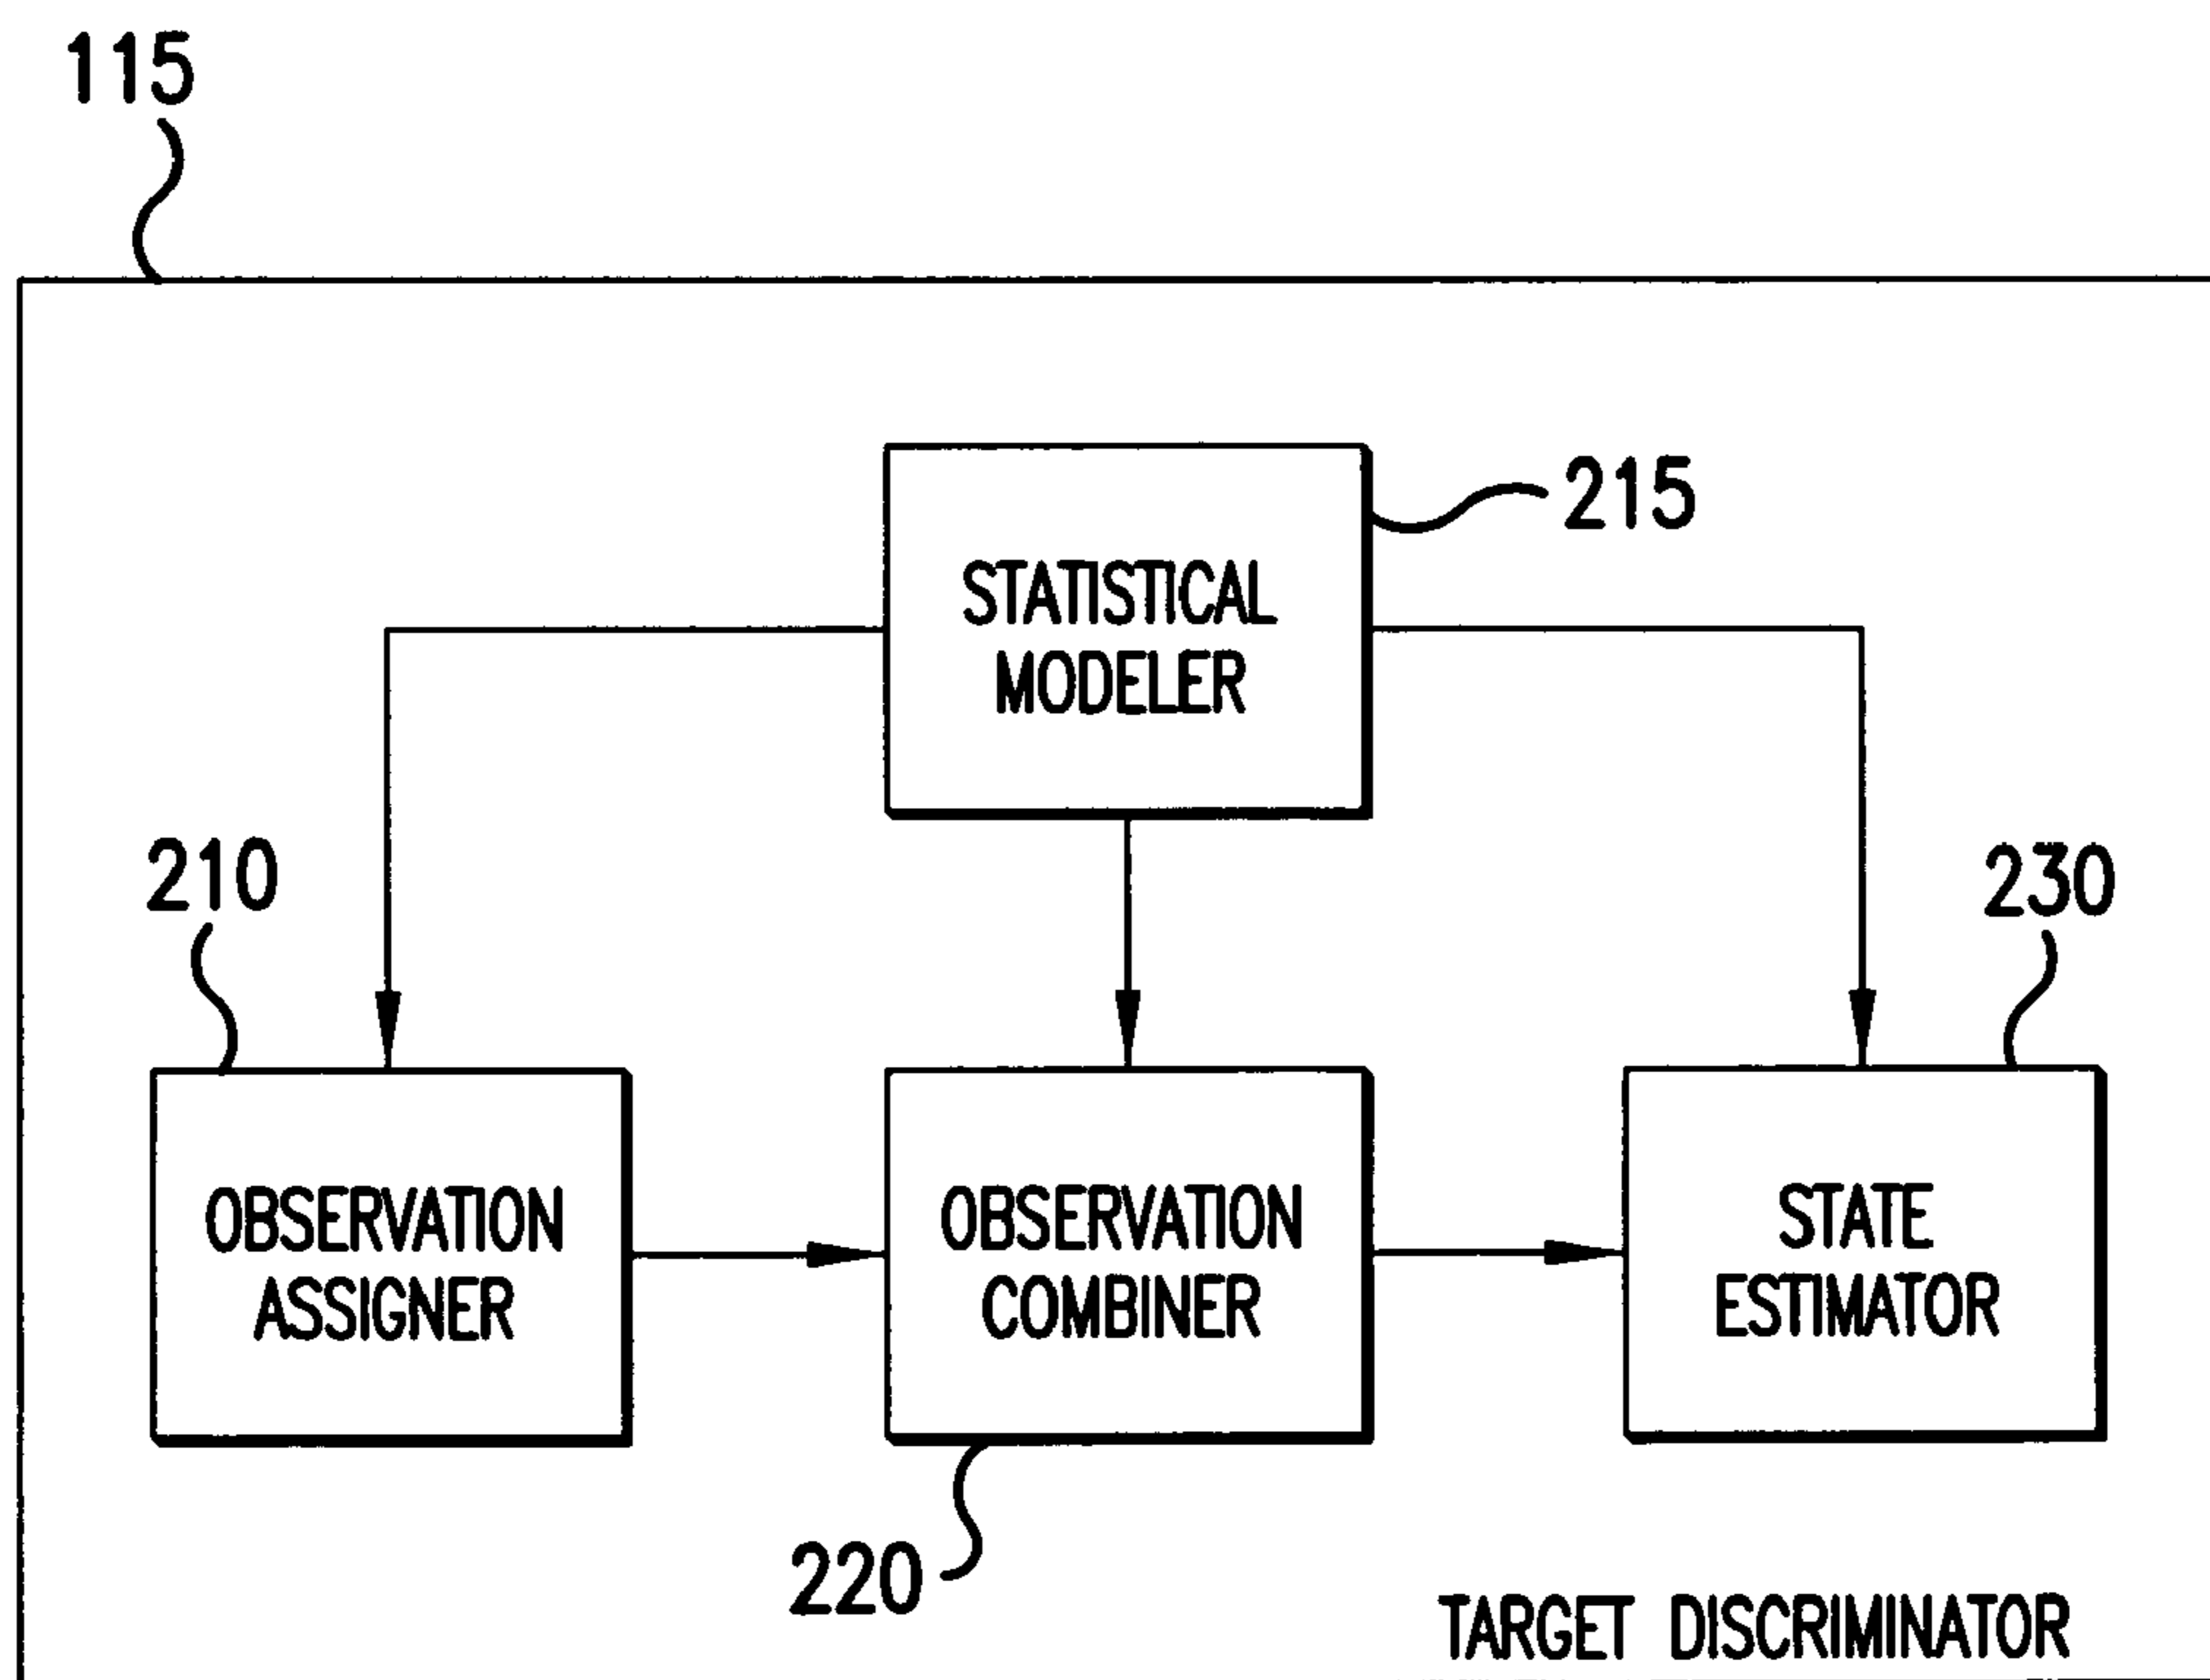 115
STATISTICAL
MODELER
215
210
230
OBSERVATION
ASSIGNER
OBSERVATION
COMBINER
STATE
ESTIMATOR
220
TARGET DISCRIMINATOR